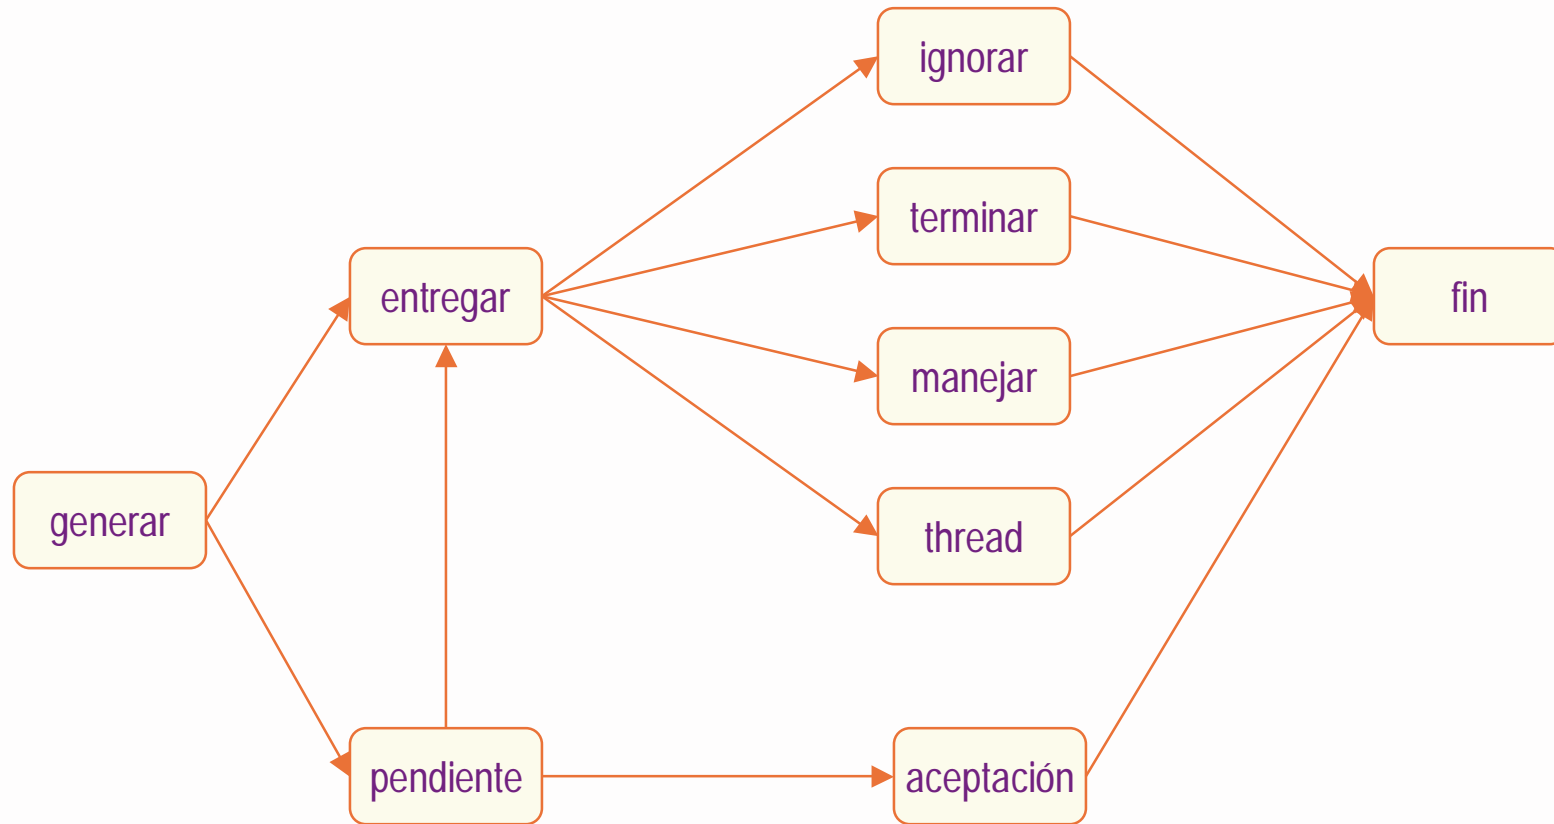 ignorar
terminar
entregar
fin
manejar
generar
thread
pendiente
aceptación